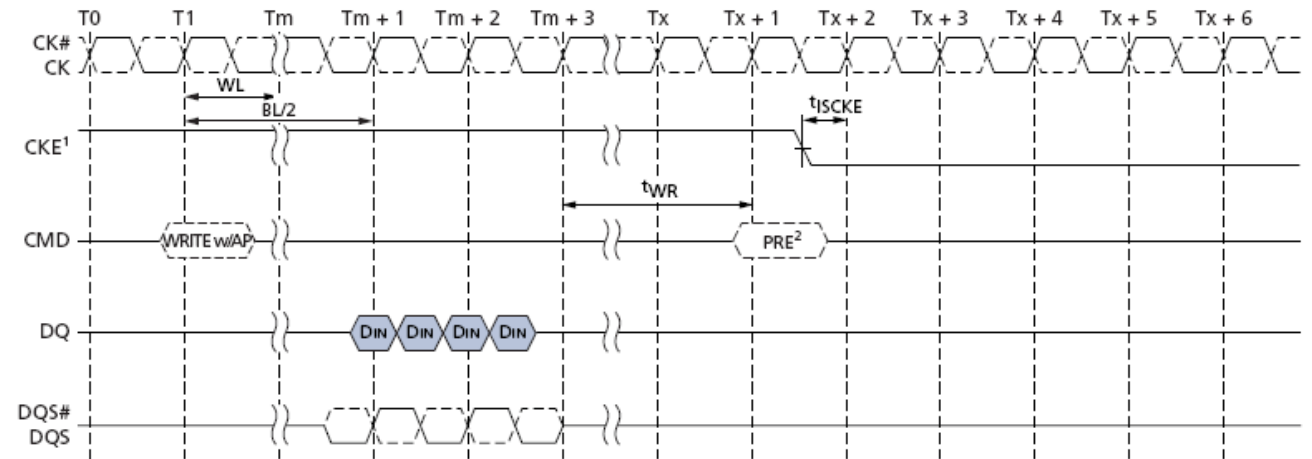 T0 T1 Tm Tm + 1 Tm + 2 Tm + 3 Tx Tx + 1 Tx + 2 Tx + 3 Tx + 4 Tx + 5 Tx + 6
CK#
CK
WL
BL/2
tISCKE
CKE1
tWR
CMD WRITE w/AP PRE2
DQ DIN DIN DIN DIN
DQS#
DQS